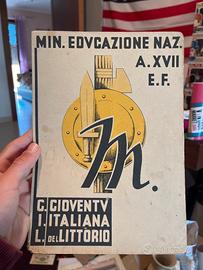 MIN. EDVCAZIONE NAZ.
A. XVII
E.F.
M.
G. GIOVENTV
I. ITALIANA
L. DEL LITTORIO